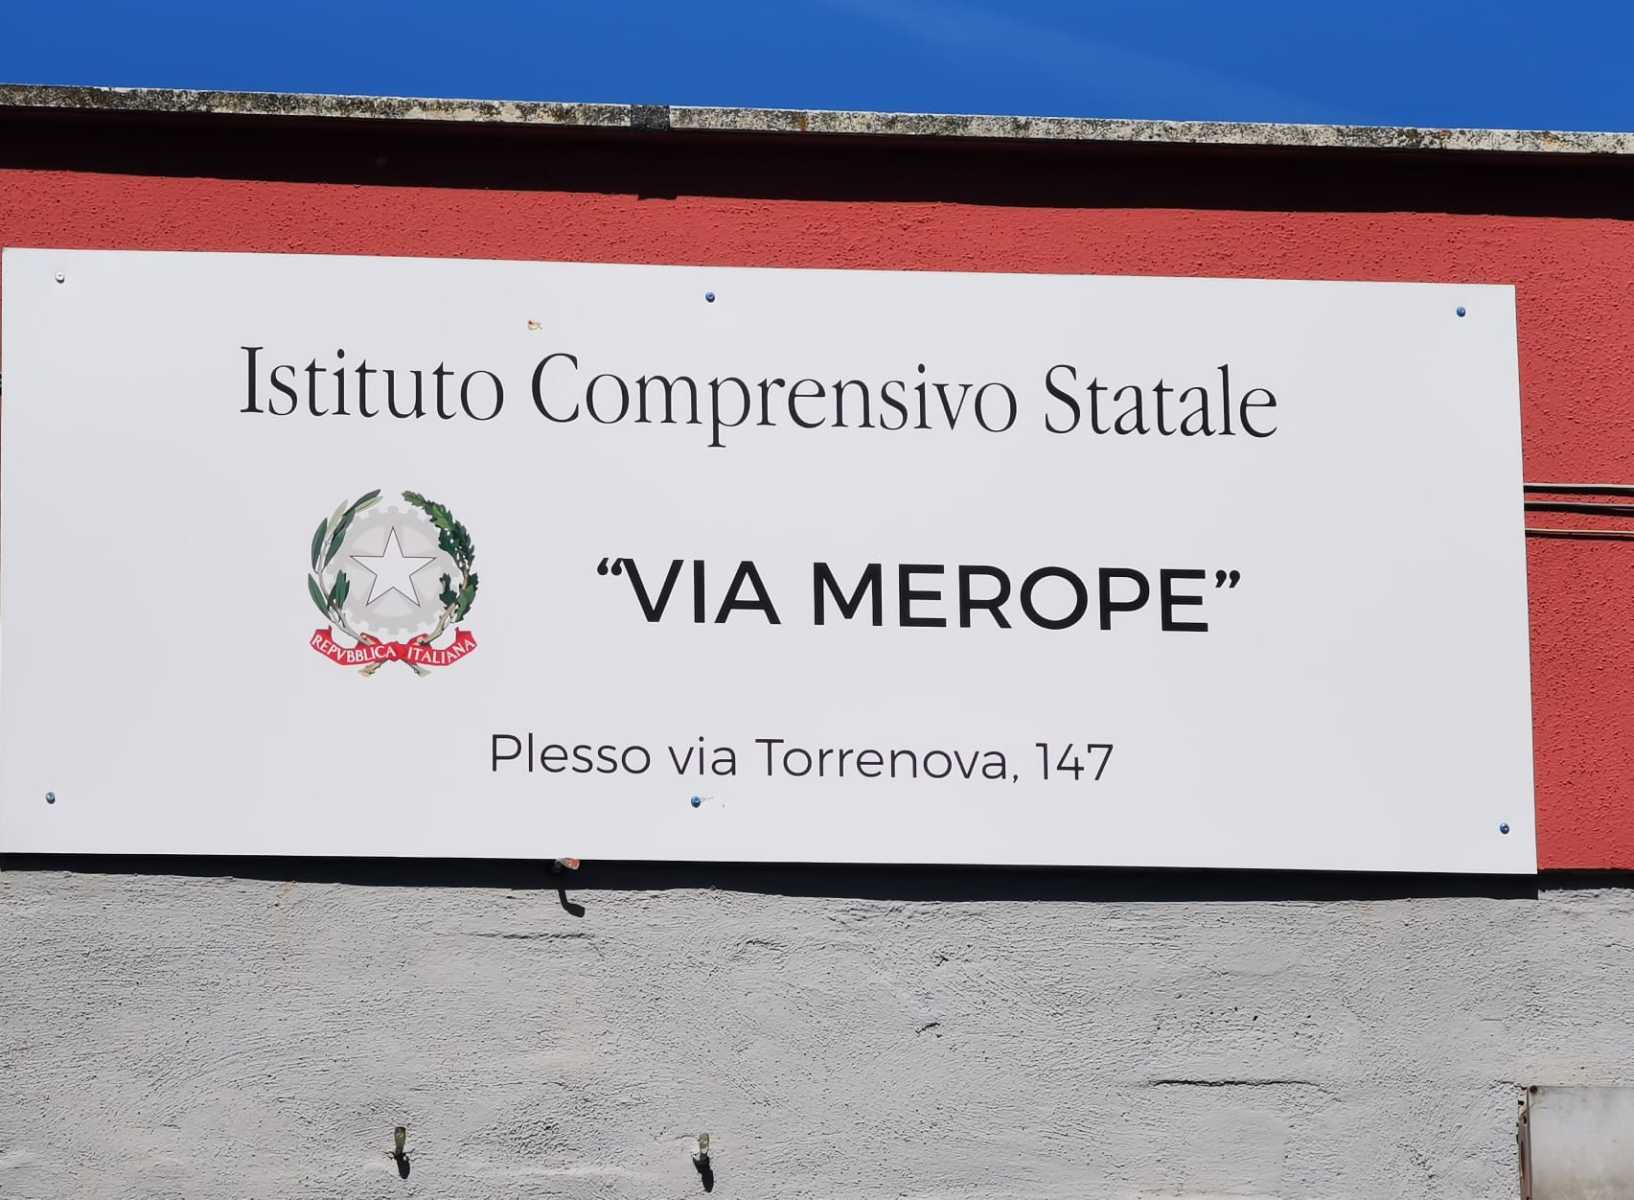 Istituto Comprensivo Statale
“VIA MEROPE”
REPVBBLICA ITALIANA
Plesso via Torrenova, 147